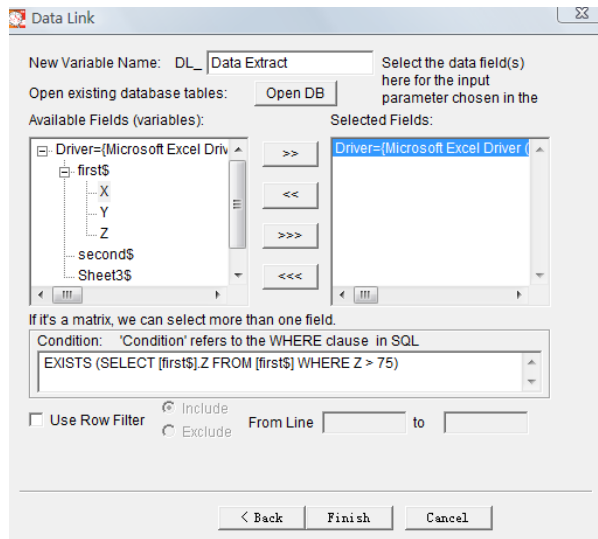 Data Link
New Variable Name: DL_ Data Extract
Select the data field(s)
here for the input
parameter chosen in the
Open existing database tables: Open DB
Available Fields (variables):
Selected Fields:
Driver={Microsoft Excel Driv
first$
X
Y
Z
second$
Sheet3$
>>
<<
>>>
<<<
Driver={Microsoft Excel Driver (
If it's a matrix, we can select more than one field.
Condition: 'Condition' refers to the WHERE clause in SQL
EXISTS (SELECT [first$].Z FROM [first$] WHERE Z > 75)
Use Row Filter
Include
Exclude
From Line to
< Back Finish Cancel